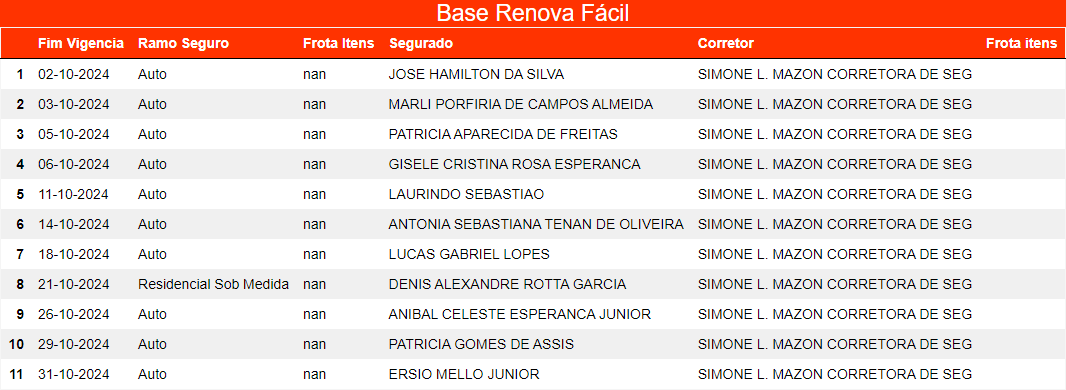 Base Renova Fácil
Fim Vigencia Ramo Seguro Frota Itens Segurado Corretor Frota itens
1 02-10-2024 Auto nan JOSE HAMILTON DA SILVA SIMONE L. MAZON CORRETORA DE SEG
2 03-10-2024 Auto nan MARLI PORFIRIA DE CAMPOS ALMEIDA SIMONE L. MAZON CORRETORA DE SEG
3 05-10-2024 Auto nan PATRICIA APARECIDA DE FREITAS SIMONE L. MAZON CORRETORA DE SEG
4 06-10-2024 Auto nan GISELE CRISTINA ROSA ESPERANCA SIMONE L. MAZON CORRETORA DE SEG
5 11-10-2024 Auto nan LAURINDO SEBASTIAO SIMONE L. MAZON CORRETORA DE SEG
6 14-10-2024 Auto nan ANTONIA SEBASTIANA TENAN DE OLIVEIRA SIMONE L. MAZON CORRETORA DE SEG
7 18-10-2024 Auto nan LUCAS GABRIEL LOPES SIMONE L. MAZON CORRETORA DE SEG
8 21-10-2024 Residencial Sob Medida nan DENIS ALEXANDRE ROTTA GARCIA SIMONE L. MAZON CORRETORA DE SEG
9 26-10-2024 Auto nan ANIBAL CELESTE ESPERANCA JUNIOR SIMONE L. MAZON CORRETORA DE SEG
10 29-10-2024 Auto nan PATRICIA GOMES DE ASSIS SIMONE L. MAZON CORRETORA DE SEG
11 31-10-2024 Auto nan ERSIO MELLO JUNIOR SIMONE L. MAZON CORRETORA DE SEG